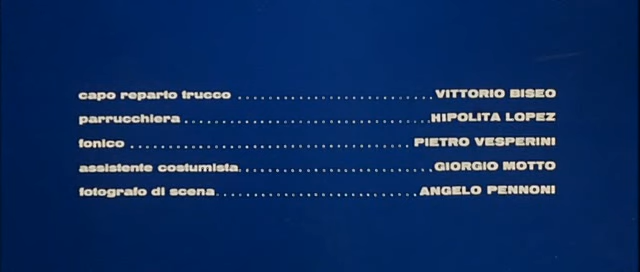 capo reparto trucco ........................ VITTORIO BISEO
parrucchiera .............................. HIPOLITA LOPEZ
fonico .................................. PIETRO VESPERINI
assistente costumista ....................... GIORGIO MOTTO
fotografo di scena ........................ ANGELO PENNONI